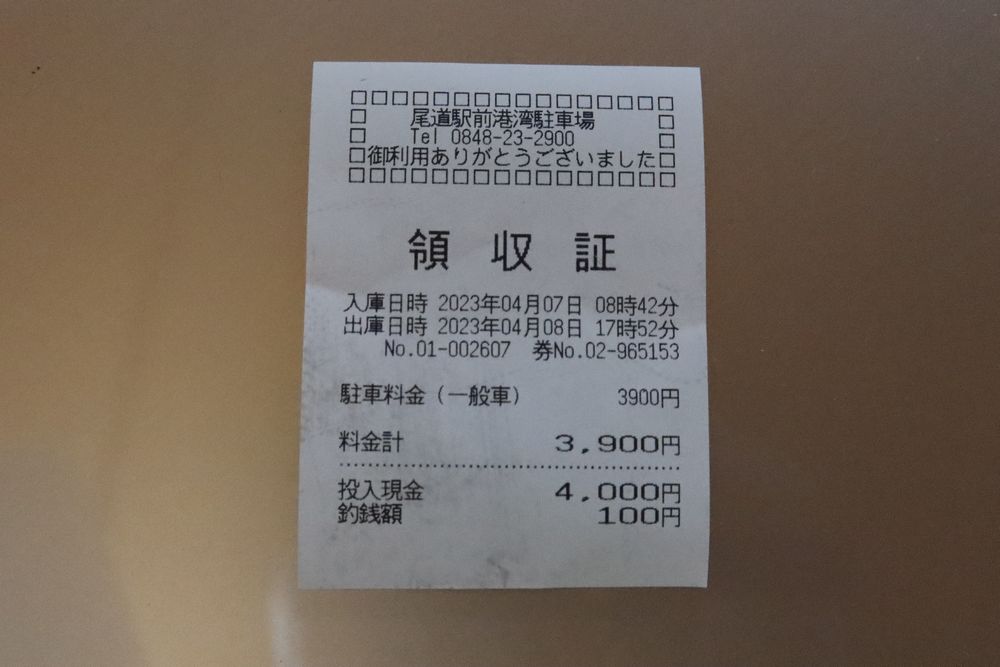 □□□□□□□□□□□□□□□□
□ 尾道駅前港湾駐車場 □
□ Tel 0848-23-2900 □
□御利用ありがとうございました□
□□□□□□□□□□□□□□□□
領 収 証
入庫日時 2023年04月07日 08時42分
出庫日時 2023年04月08日 17時52分
No.01-002607 券No.02-965153
駐車料金（一般車） 3900円
料金計 3,900円
投入現金 4,000円
釣銭額 100円